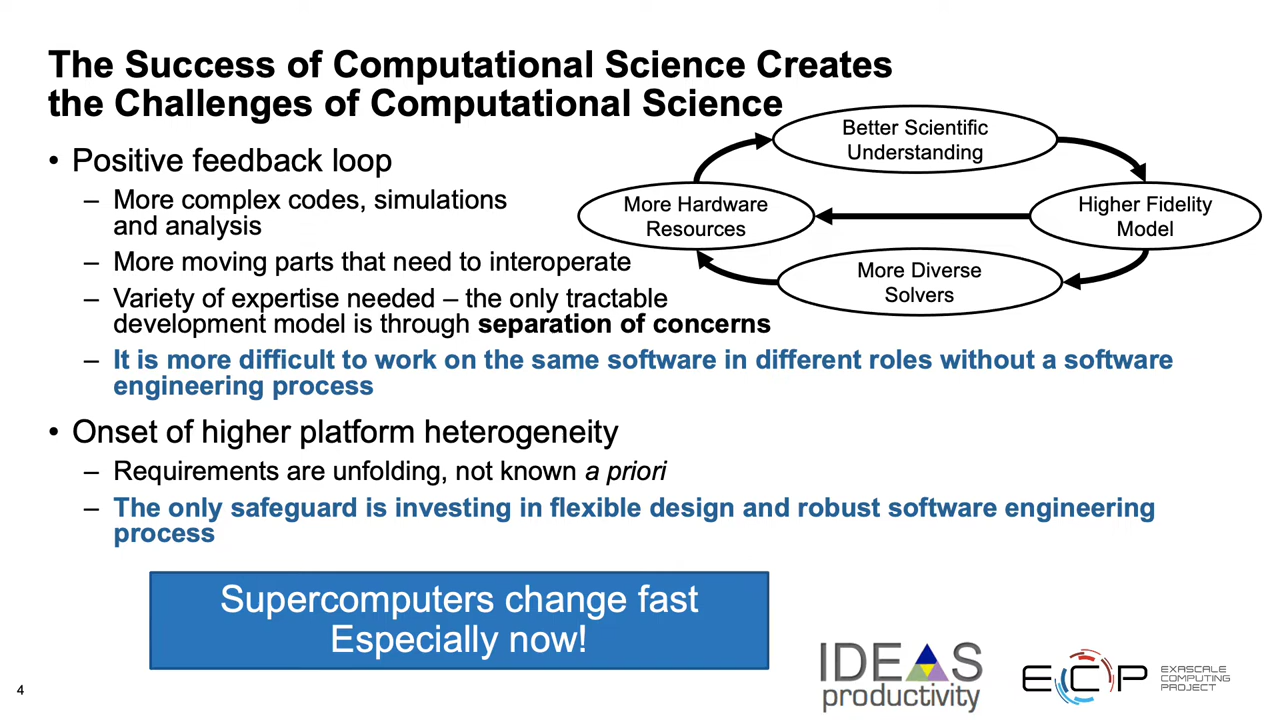 The Success of Computational Science Creates
the Challenges of Computational Science
• Positive feedback loop
– More complex codes, simulations
and analysis
– More moving parts that need to interoperate
– Variety of expertise needed – the only tractable
development model is through separation of concerns
– It is more difficult to work on the same software in different roles without a software
engineering process
Better Scientific
Understanding
More Hardware
Resources
Higher Fidelity
Model
More Diverse
Solvers
• Onset of higher platform heterogeneity
– Requirements are unfolding, not known a priori
– The only safeguard is investing in flexible design and robust software engineering
process
Supercomputers change fast
Especially now!
4
IDEAS
productivity
ECP
EXASCALE
COMPUTING
PROJECT